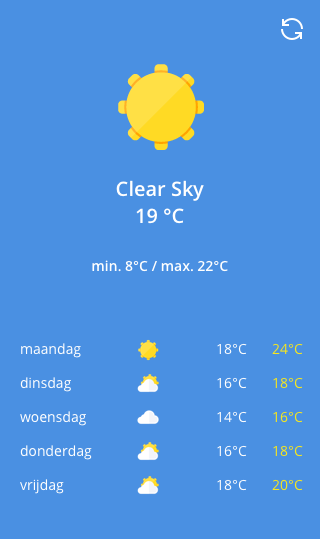 Clear Sky
19 °C
min. 8°C / max. 22°C
maandag 18°C 24°C
dinsdag 16°C 18°C
woensdag 14°C 16°C
donderdag 16°C 18°C
vrijdag 18°C 20°C